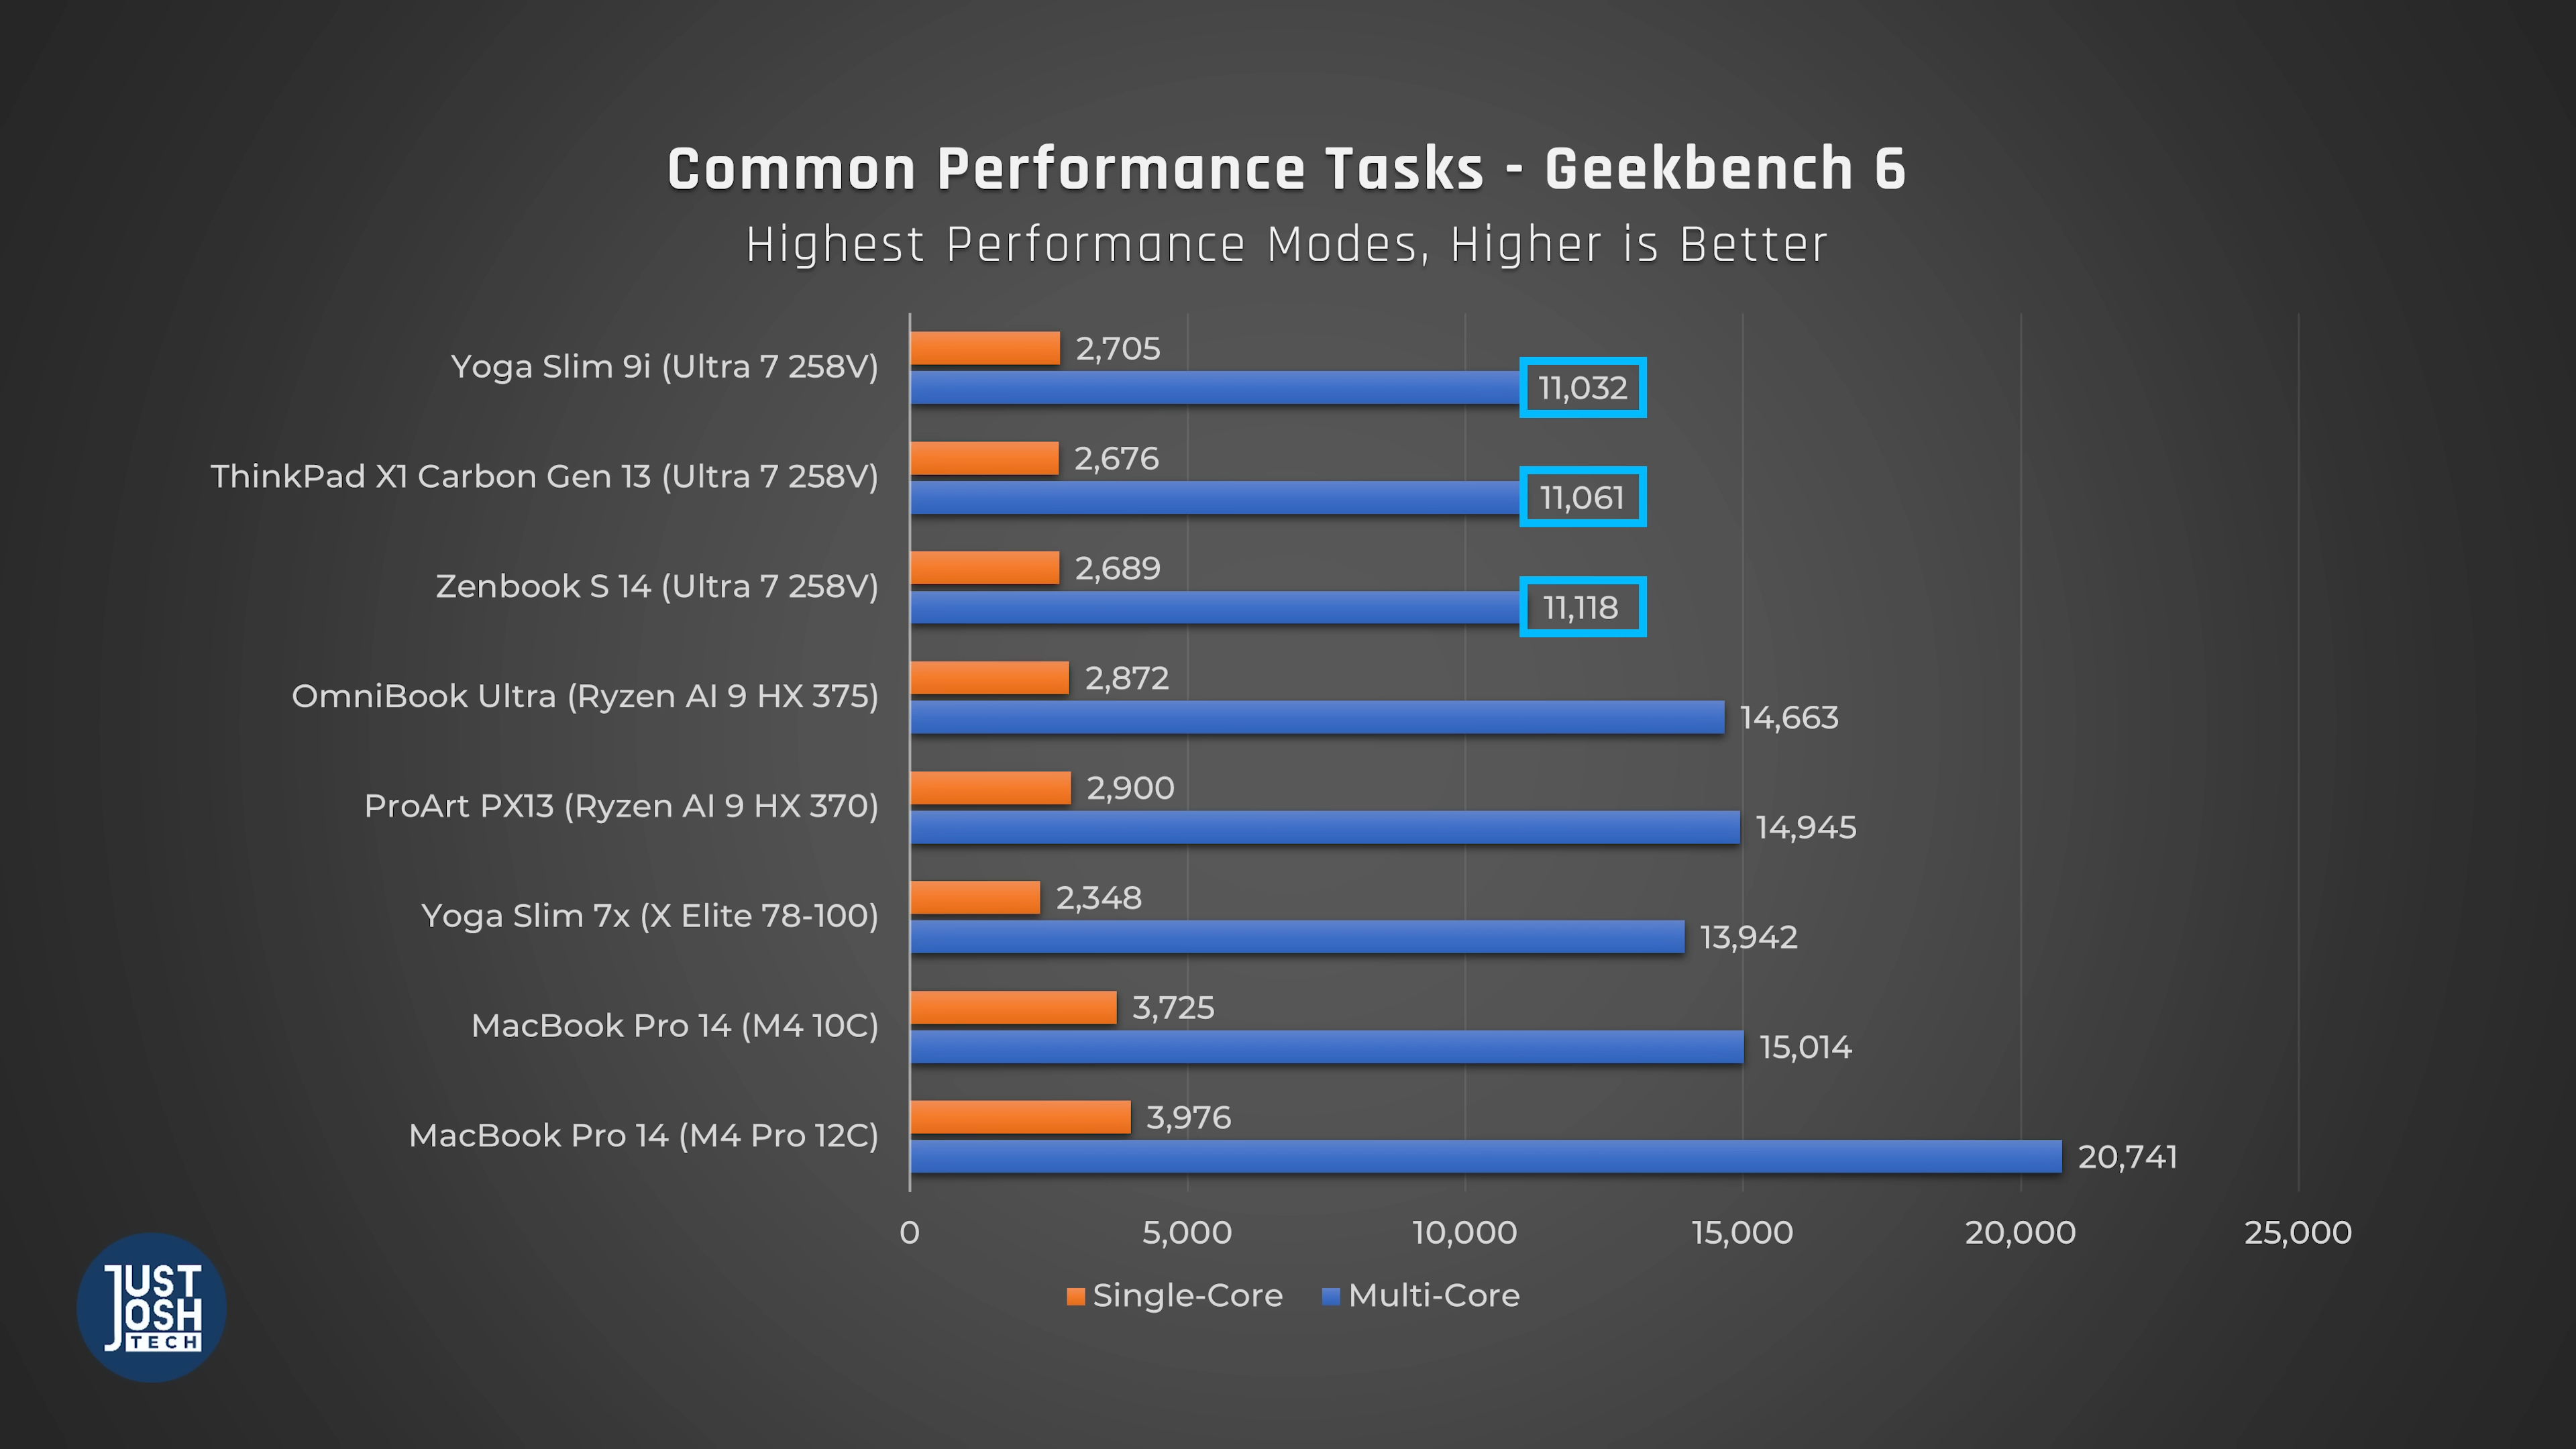 Common Performance Tasks - Geekbench 6
Highest Performance Modes, Higher is Better
Yoga Slim 9i (Ultra 7 258V)
2,705
11,032
ThinkPad X1 Carbon Gen 13 (Ultra 7 258V)
2,676
11,061
Zenbook S 14 (Ultra 7 258V)
2,689
11,118
OmniBook Ultra (Ryzen AI 9 HX 375)
2,872
14,663
ProArt PX13 (Ryzen AI 9 HX 370)
2,900
14,945
Yoga Slim 7x (X Elite 78-100)
2,348
13,942
MacBook Pro 14 (M4 10C)
3,725
15,014
MacBook Pro 14 (M4 Pro 12C)
3,976
20,741
0 5,000 10,000 15,000 20,000 25,000
Single-Core Multi-Core
JUST
JOSH
TECH